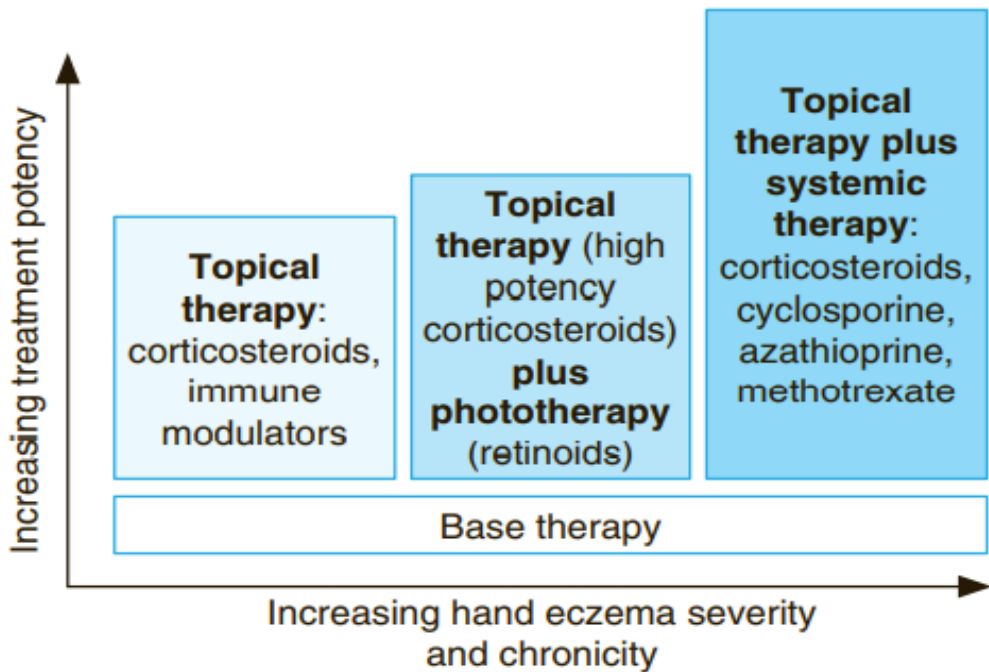 Increasing treatment potency
Topical
therapy:
corticosteroids,
immune
modulators
Topical
therapy (high
potency
corticosteroids)
plus
phototherapy
(retinoids)
Topical
therapy plus
systemic
therapy:
corticosteroids,
cyclosporine,
azathioprine,
methotrexate
Base therapy
Increasing hand eczema severity
and chronicity